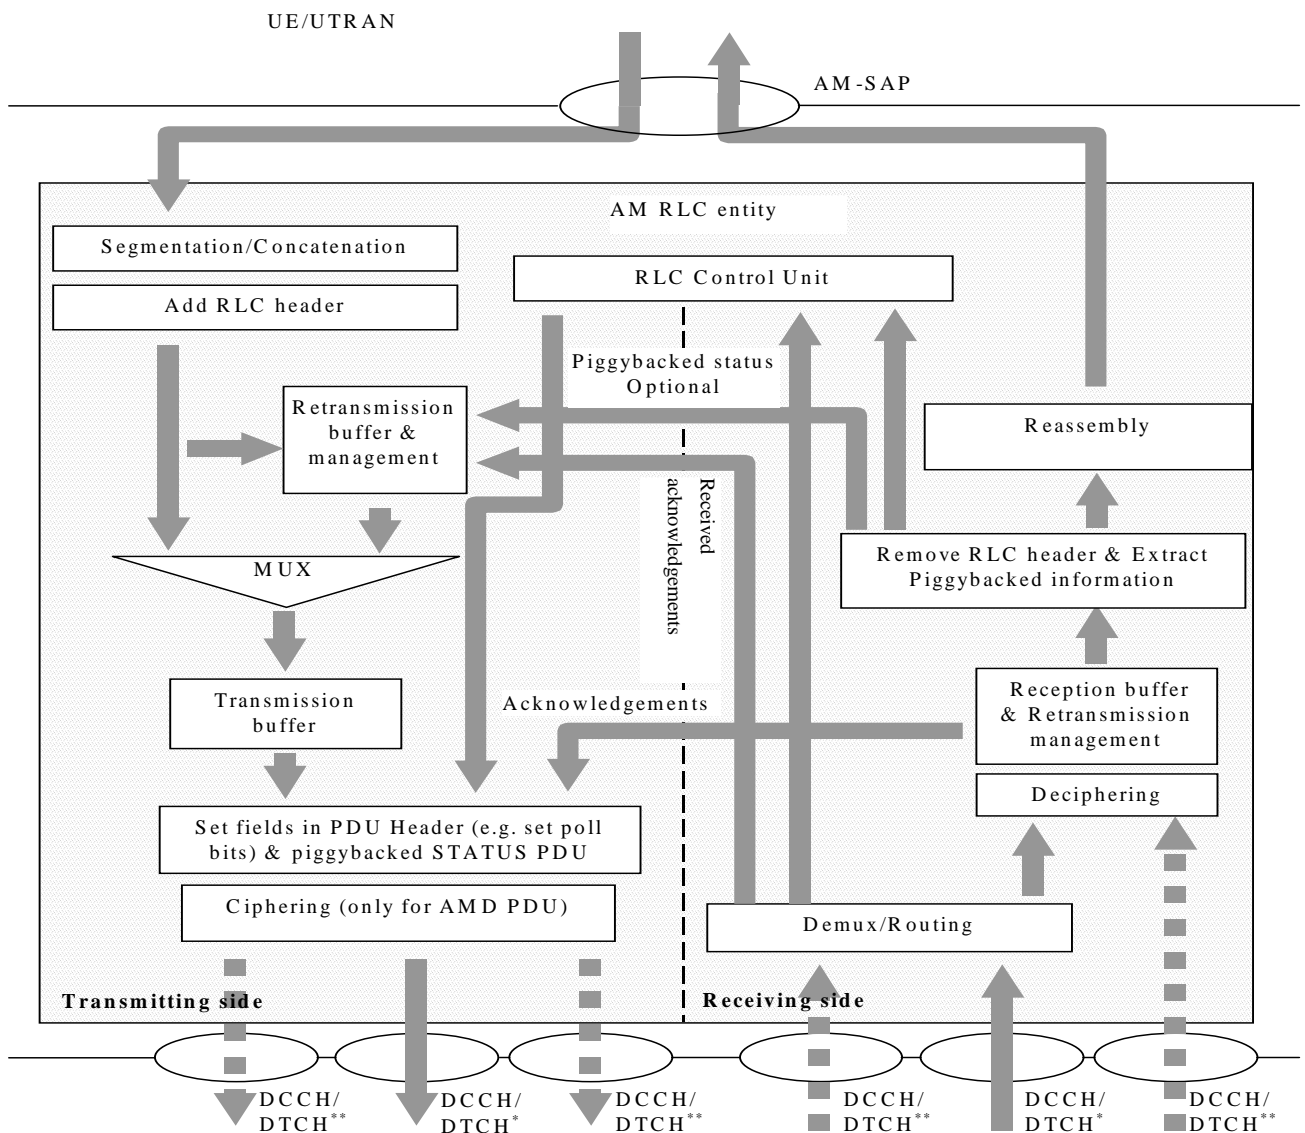 UE/UTRAN
AM-SAP
AM RLC entity
Segmentation/Concatenation
RLC Control Unit
Add RLC header
Piggybacked status
Optional
Retransmission
buffer &
management
Reassembly
Received
acknowledgements
Remove RLC header & Extract
Piggybacked information
MUX
Transmission
buffer
Acknowledgements
Reception buffer
& Retransmission
management
Deciphering
Set fields in PDU Header (e.g. set poll
bits) & piggybacked STATUS PDU
Ciphering (only for AMD PDU)
Demux/Routing
Transmitting side
Receiving side
DCCH/
DTCH**
DCCH/
DTCH*
DCCH/
DTCH**
DCCH/
DTCH**
DCCH/
DTCH*
DCCH/
DTCH**